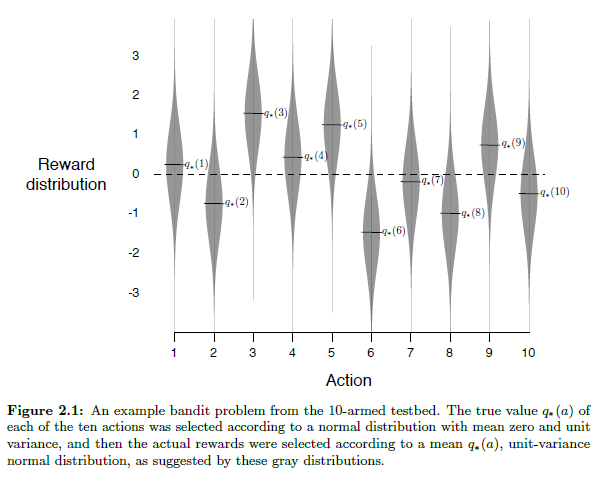 3
2
1
0
-1
-2
-3
Reward
distribution
q*(1)
q*(2)
q*(3)
q*(4)
q*(5)
q*(6)
q*(7)
q*(8)
q*(9)
q*(10)
1 2 3 4 5 6 7 8 9 10
Action
Figure 2.1: An example bandit problem from the 10-armed testbed. The true value q*(a) of
each of the ten actions was selected according to a normal distribution with mean zero and unit
variance, and then the actual rewards were selected according to a mean q*(a), unit-variance
normal distribution, as suggested by these gray distributions.